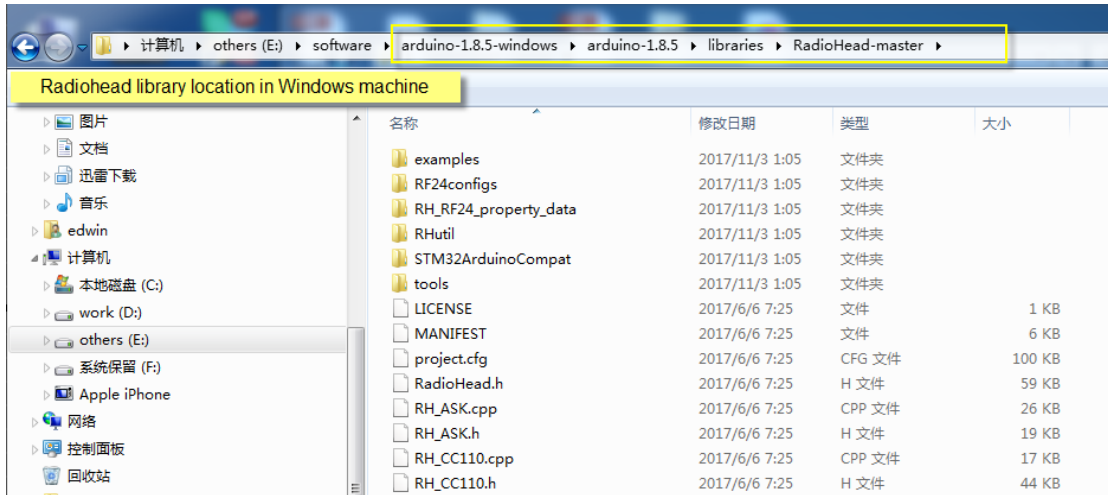 计算机 ▸ others (E:) ▸ software ▸ arduino-1.8.5-windows ▸ arduino-1.8.5 ▸ libraries ▸ RadioHead-master ▸
Radiohead library location in Windows machine
图片
文档
迅雷下载
音乐
edwin
计算机
本地磁盘 (C:)
work (D:)
others (E:)
系统保留 (F:)
Apple iPhone
网络
控制面板
回收站
名称 修改日期 类型 大小
examples 2017/11/3 1:05 文件夹
RF24configs 2017/11/3 1:05 文件夹
RH_RF24_property_data 2017/11/3 1:05 文件夹
RHutil 2017/11/3 1:05 文件夹
STM32ArduinoCompat 2017/11/3 1:05 文件夹
tools 2017/11/3 1:05 文件夹
LICENSE 2017/6/6 7:25 文件 1 KB
MANIFEST 2017/6/6 7:25 文件 6 KB
project.cfg 2017/6/6 7:25 CFG 文件 100 KB
RadioHead.h 2017/6/6 7:25 H 文件 59 KB
RH_ASK.cpp 2017/6/6 7:25 CPP 文件 26 KB
RH_ASK.h 2017/6/6 7:25 H 文件 19 KB
RH_CC110.cpp 2017/6/6 7:25 CPP 文件 17 KB
RH_CC110.h 2017/6/6 7:25 H 文件 44 KB